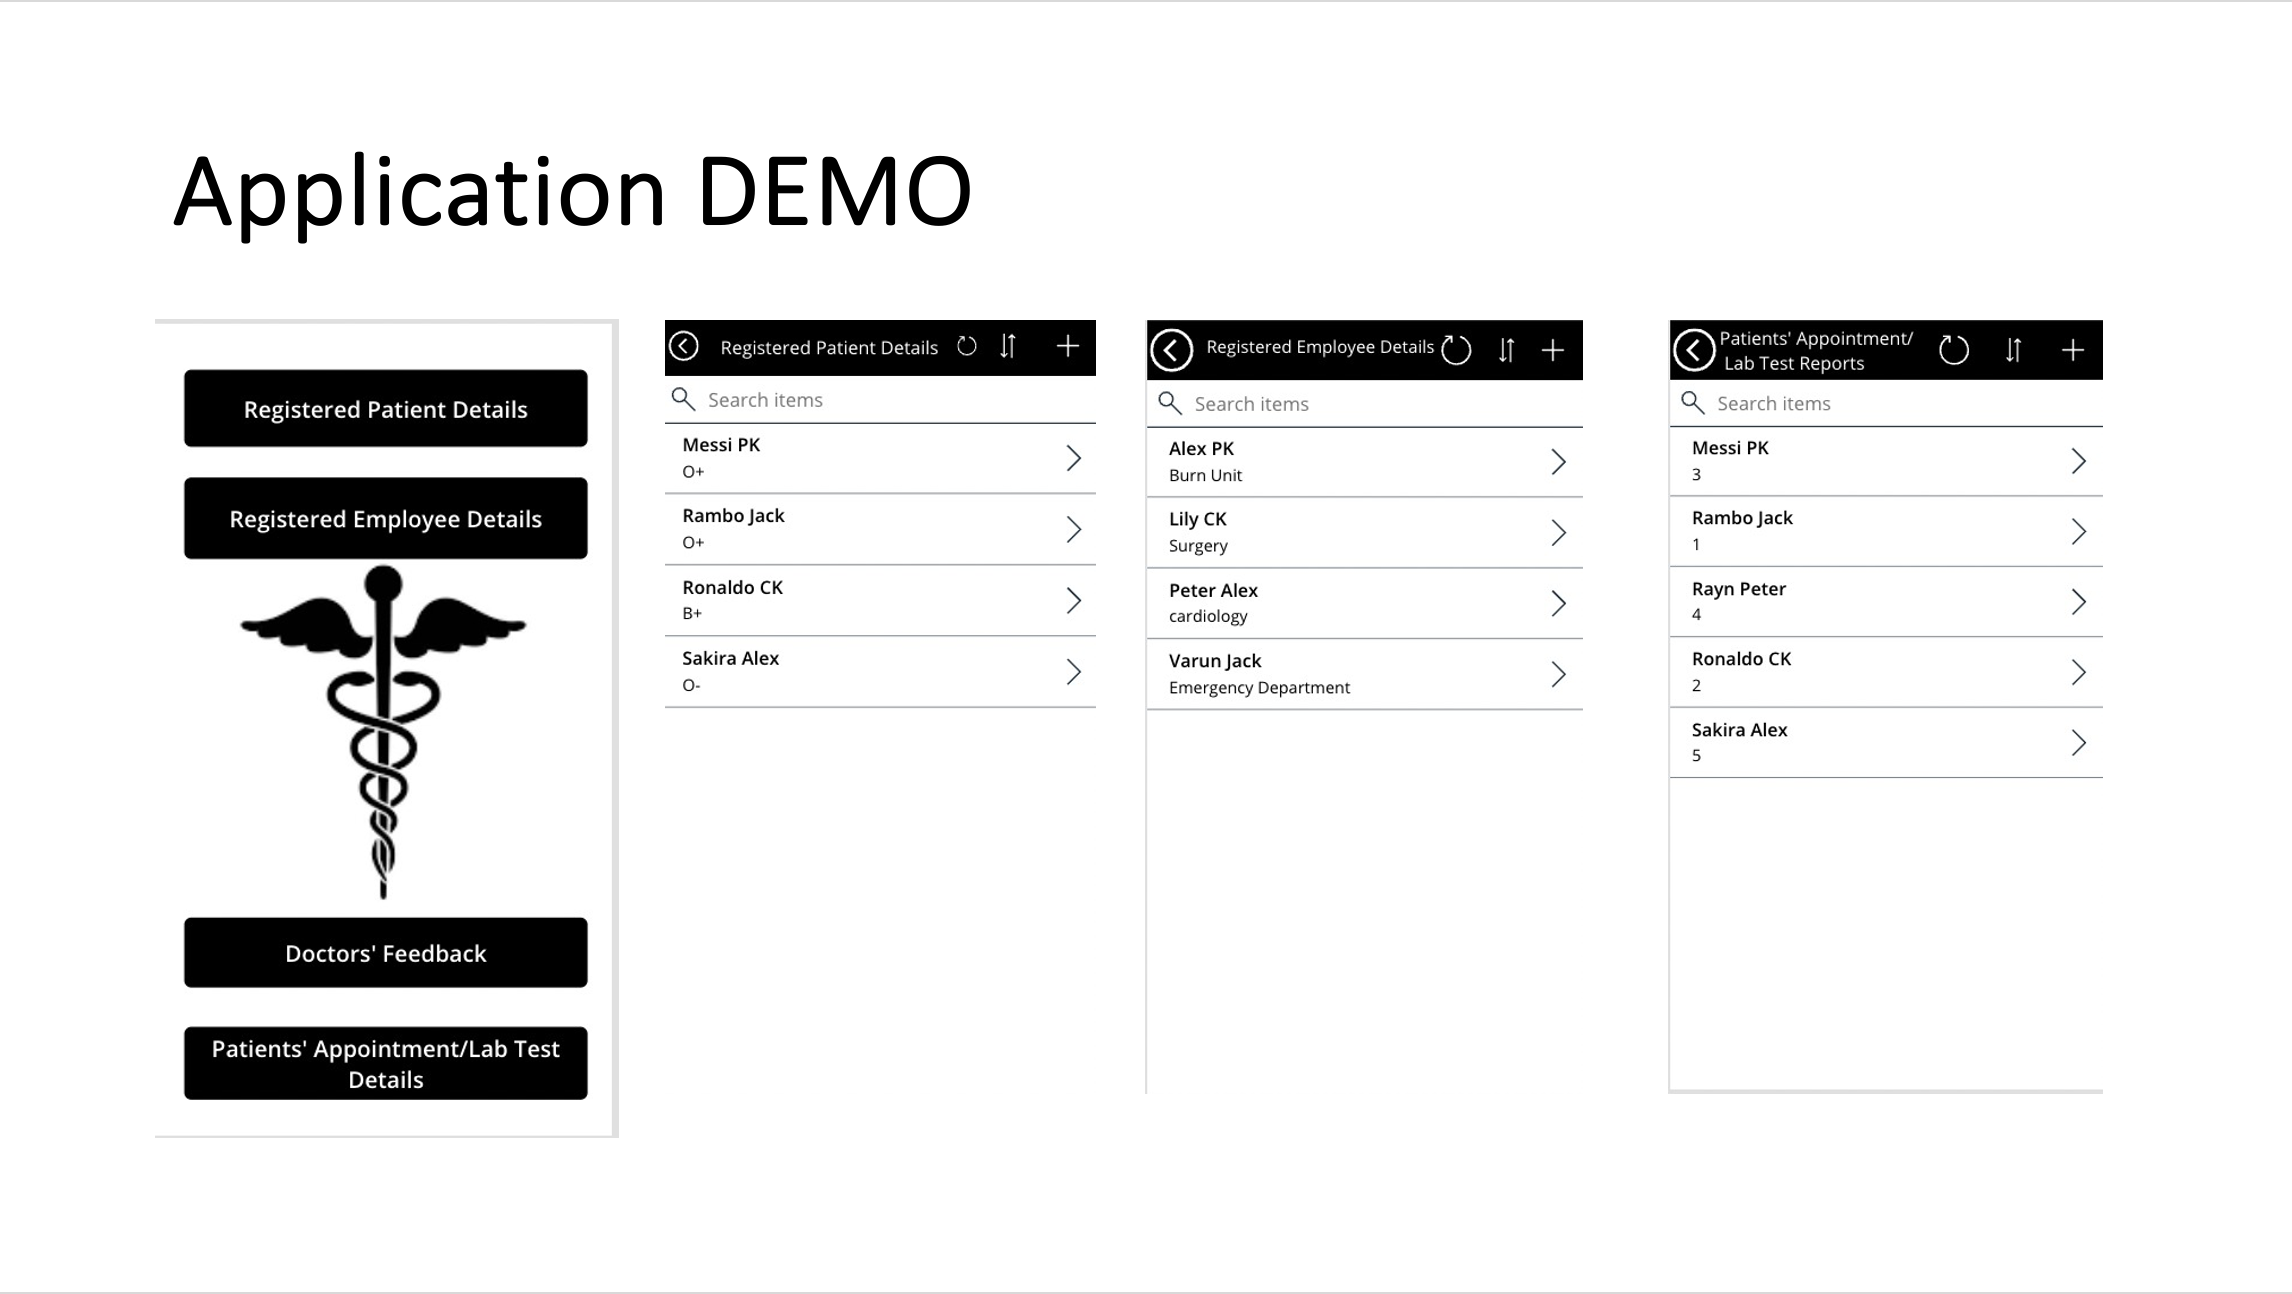 Application DEMO
Registered Patient Details
Registered Employee Details
Doctors' Feedback
Patients' Appointment/Lab Test
Details
Registered Patient Details
Search items
Messi PK
O+
Rambo Jack
O+
Ronaldo CK
B+
Sakira Alex
O-
Registered Employee Details
Search items
Alex PK
Burn Unit
Lily CK
Surgery
Peter Alex
cardiology
Varun Jack
Emergency Department
Patients' Appointment/
Lab Test Reports
Search items
Messi PK
3
Rambo Jack
1
Rayn Peter
4
Ronaldo CK
2
Sakira Alex
5